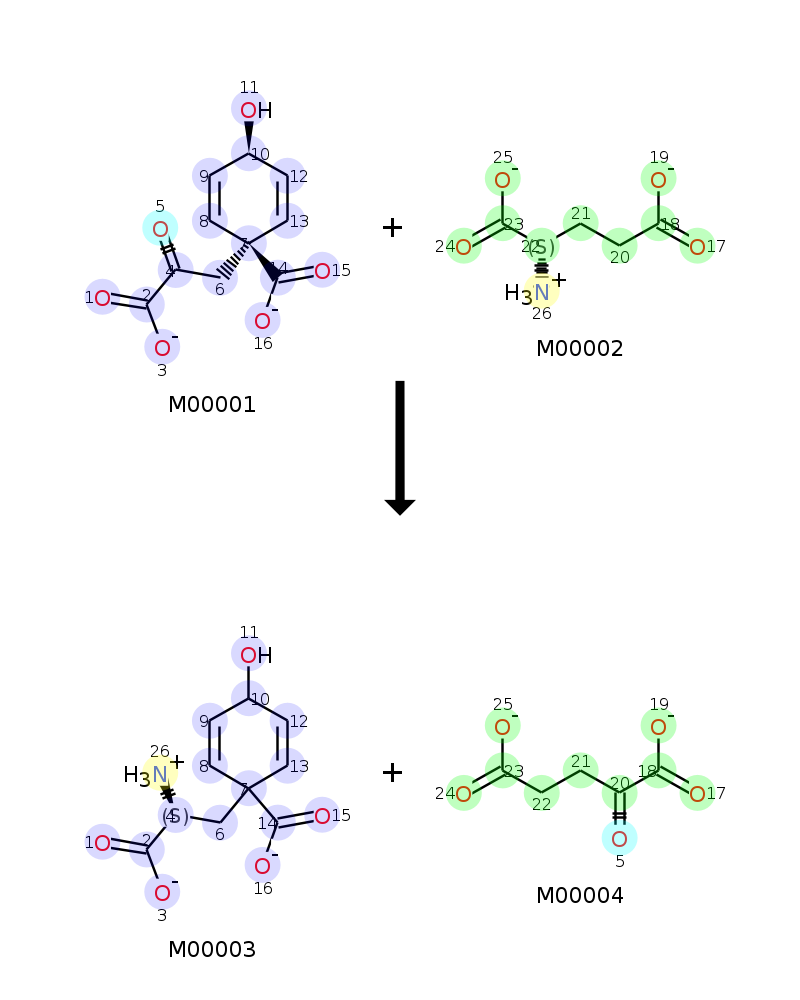 11
OH
10
9
12
8
13
5
O
7
4
6
14
O 15
1 O
2
O-
3
O-
16
M00001
+
25
O-
19
O-
23
21
18
24 O
22 (S)
20
O 17
H3N+
26
M00002
11
OH
10
9
12
8
13
26
H3N+
7
4 (S)
6
14
O 15
1 O
2
O-
3
O-
16
M00003
+
25
O-
19
O-
23
21
18
24 O
22
20
O 17
O
5
M00004